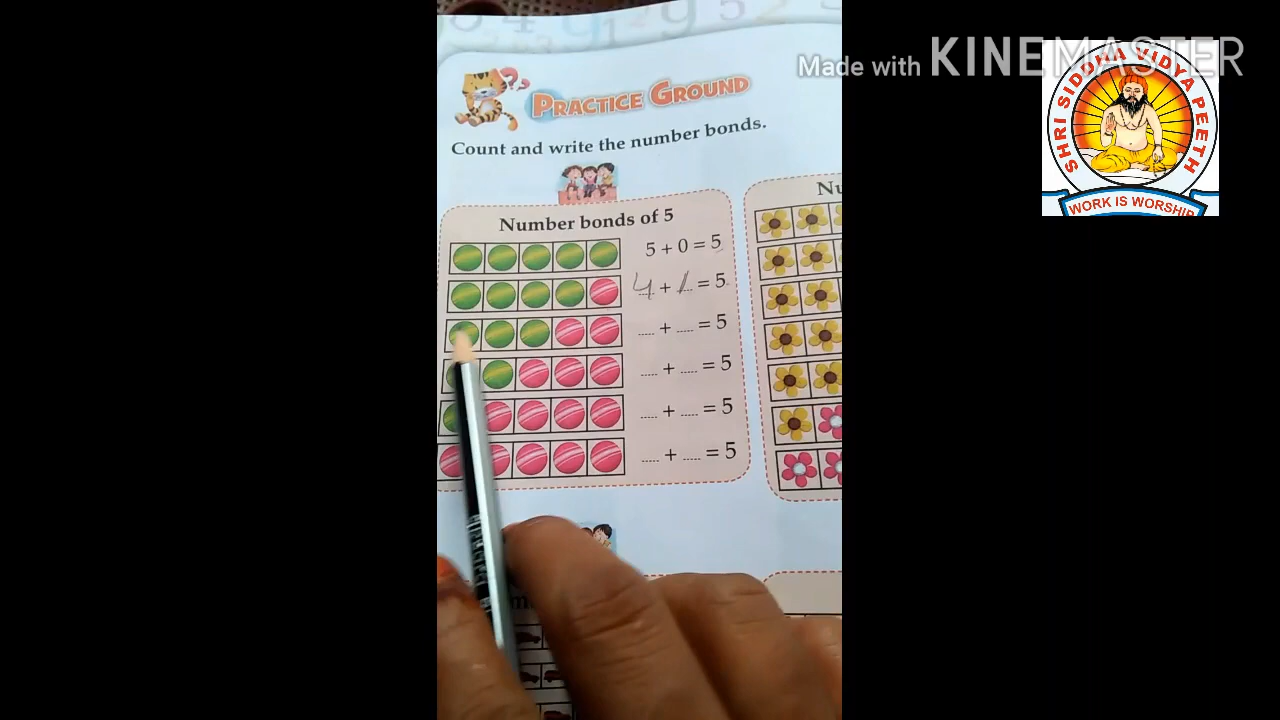 Made with KINEMASTER
SHRI SIDDHA VIDYA PEETH
WORK IS WORSHIP
PRACTICE GROUND
Count and write the number bonds.
Number bonds of 5
5 + 0 = 5
4 + 1 = 5
..... + ..... = 5
..... + ..... = 5
..... + ..... = 5
..... + ..... = 5